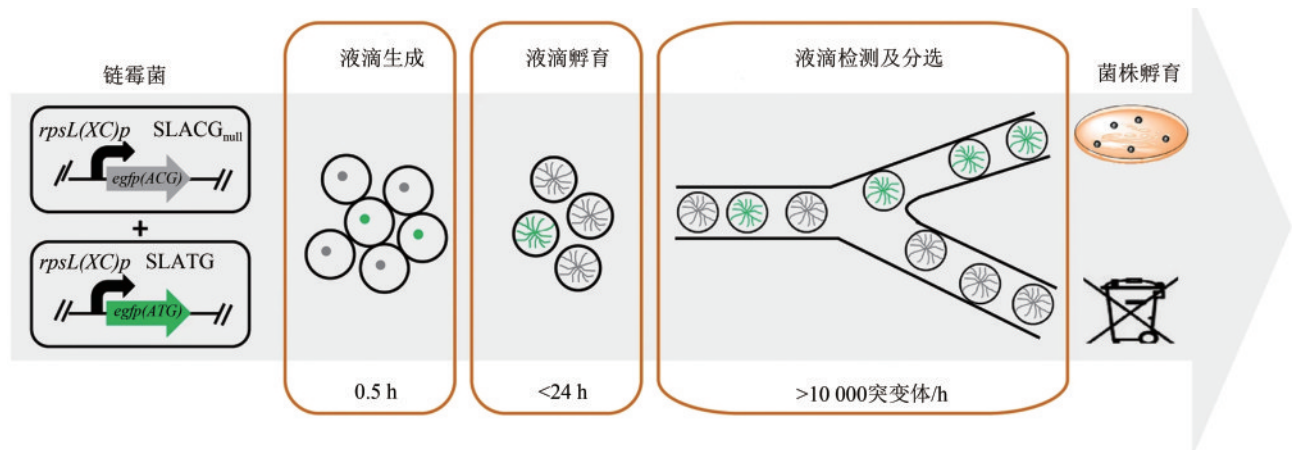 链霉菌
rpsL(XC)p SLACGnull
egfp(ACG)
+
rpsL(XC)p SLATG
egfp(ATG)
液滴生成
0.5 h
液滴孵育
<24 h
液滴检测及分选
>10 000突变体/h
菌株孵育